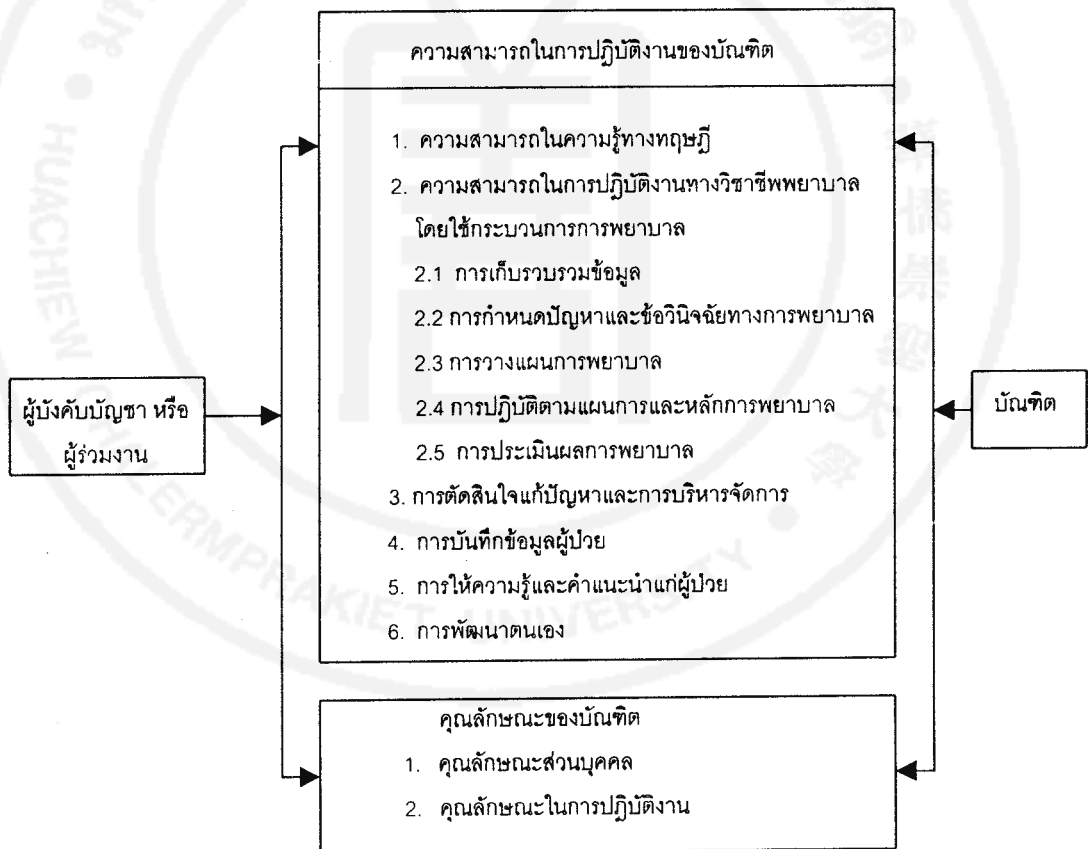 ความสามารถในการปฏิบัติงานของบัณฑิต
1. ความสามารถในความรู้ทางทฤษฎี
2. ความสามารถในการปฏิบัติงานทางวิชาชีพพยาบาล
โดยใช้กระบวนการการพยาบาล
2.1 การเก็บรวบรวมข้อมูล
2.2 การกำหนดปัญหาและข้อวินิจฉัยทางการพยาบาล
2.3 การวางแผนการพยาบาล
2.4 การปฏิบัติตามแผนการและหลักการพยาบาล
2.5 การประเมินผลการพยาบาล
3. การตัดสินใจแก้ปัญหาและการบริหารจัดการ
4. การบันทึกข้อมูลผู้ป่วย
5. การให้ความรู้และคำแนะนำแก่ผู้ป่วย
6. การพัฒนาตนเอง
ผู้บังคับบัญชา หรือ
ผู้ร่วมงาน
บัณฑิต
คุณลักษณะของบัณฑิต
1. คุณลักษณะส่วนบุคคล
2. คุณลักษณะในการปฏิบัติงาน
HUACHIEW CHALERMPRAKIET UNIVERSITY